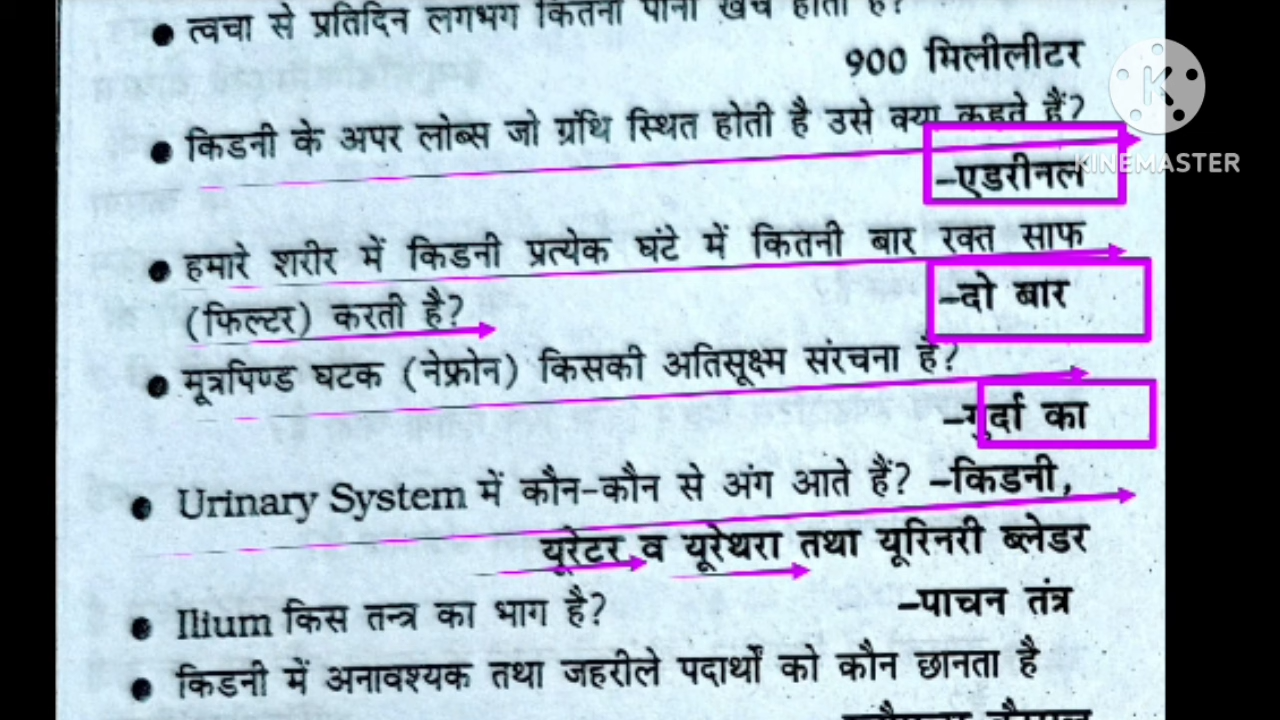 ● त्वचा से प्रतिदिन लगभग कितना पानी खर्च होता है?
900 मिलीलीटर
● किडनी के अपर लोब्स जो ग्रंथि स्थित होती है उसे क्या कहते हैं?
–एडरीनल
KINEMASTER
● हमारे शरीर में किडनी प्रत्येक घंटे में कितनी बार रक्त साफ
(फिल्टर) करती है?
–दो बार
● मूत्रपिण्ड घटक (नेफ्रोन) किसकी अतिसूक्ष्म संरचना है?
–गुर्दा का
● Urinary System में कौन-कौन से अंग आते हैं? –किडनी,
यूरेटर व यूरेथरा तथा यूरिनरी ब्लेडर
● Ilium किस तन्त्र का भाग है? –पाचन तंत्र
● किडनी में अनावश्यक तथा जहरीले पदार्थों को कौन छानता है